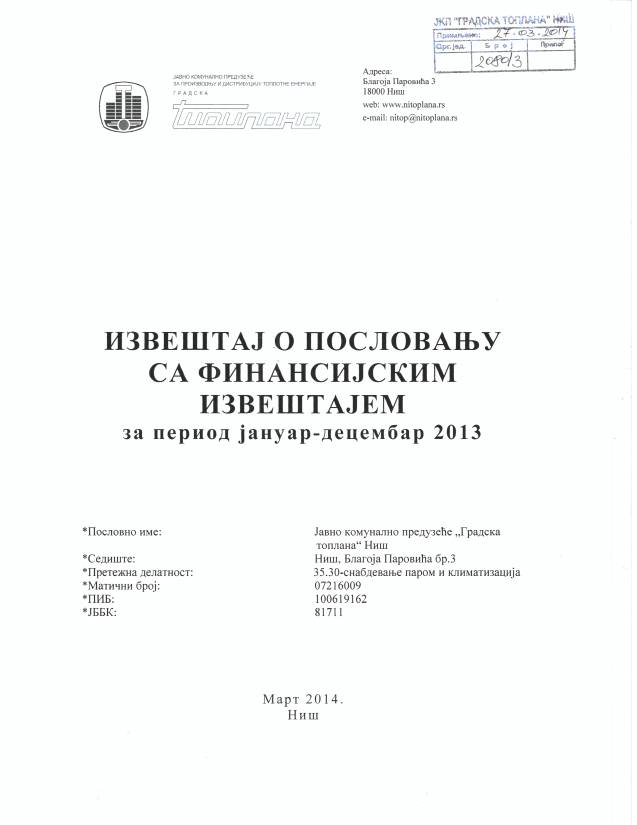 ЈКП "ГРАДСКА ТОПЛАНА" НИШ
Примљено: 27-03-2014
Орг.јед. Број Прилог
2080/3
ЈАВНО КОМУНАЛНО ПРЕДУЗЕЋЕ
ЗА ПРОИЗВОДЊУ И ДИСТРИБУЦИЈУ ТОПЛОТНЕ ЕНЕРГИЈЕ
ГРАДСКА
Топлана
Адреса:
Благоја Паровића 3
18000 Ниш
web: www.nitoplana.rs
e-mail: nitop@nitoplana.rs
ИЗВЕШТАЈ О ПОСЛОВАЊУ
СА ФИНАНСИЈСКИМ
ИЗВЕШТАЈЕМ
за период јануар-децембар 2013
*Пословно име: Јавно комунално предузеће „Градска
топлана“ Ниш
*Седиште: Ниш, Благоја Паровића бр.3
*Претежна делатност: 35.30-снабдевање паром и климатизација
*Матични број: 07216009
*ПИБ: 100619162
*ЈББК: 81711
Март 2014.
Ниш